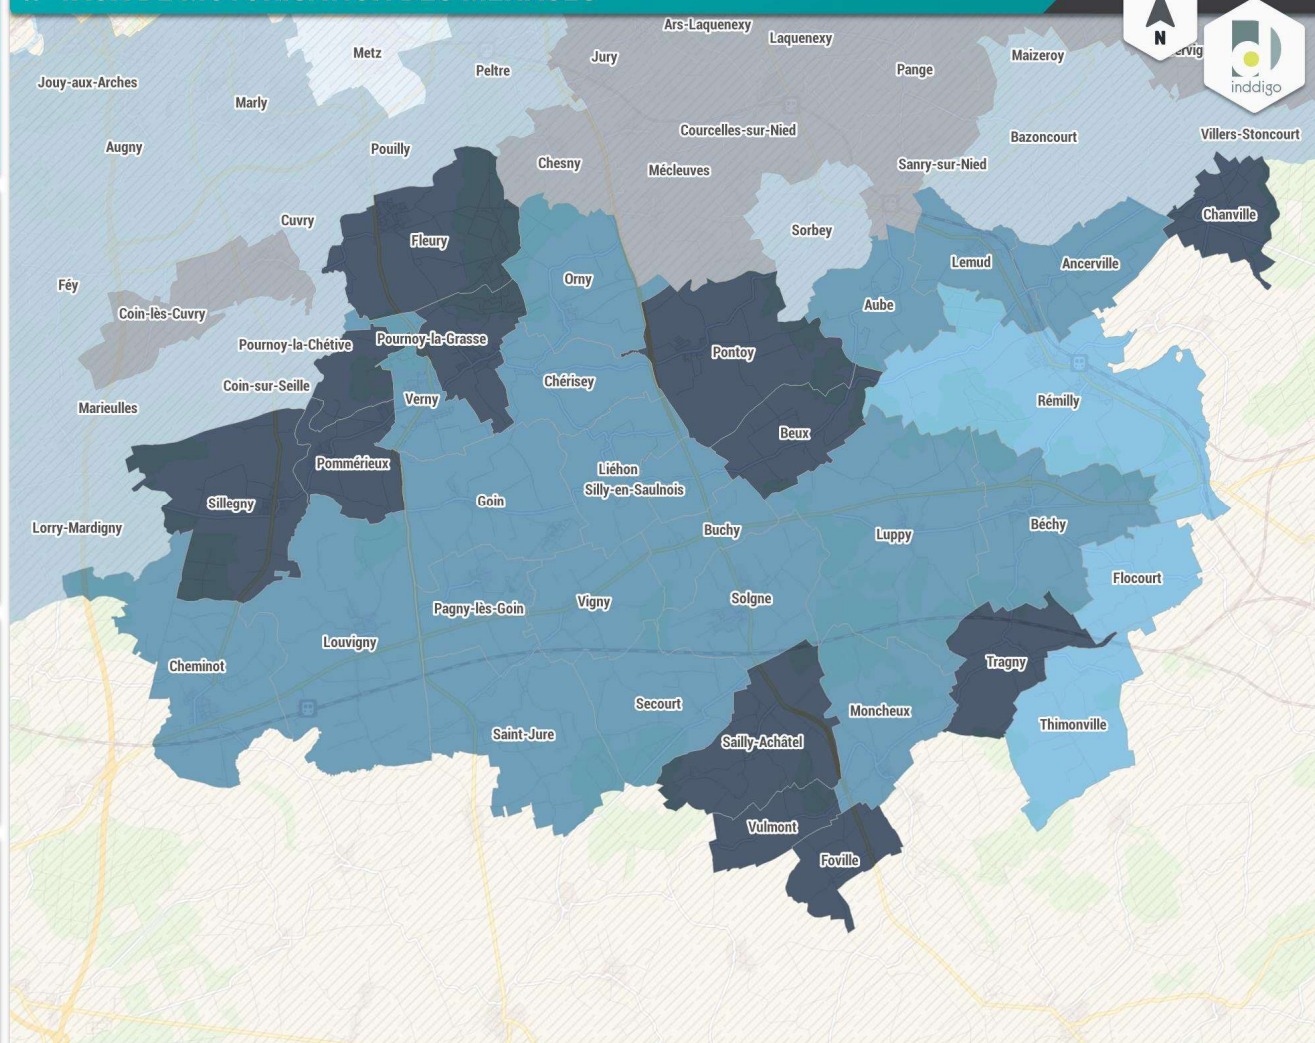 Ars-Laquenexy
Laquenexy
Metz
Jury
Maizeroy
N
Peltre
Pange
Jouy-aux-Arches
inddigo
Marly
Courcelles-sur-Nied
Bazoncourt
Villers-Stoncourt
Augny
Pouilly
Chesny
Mécleuves
Sanry-sur-Nied
Cuvry
Chanville
Sorbey
Fleury
Lemud
Ancerville
Féy
Orny
Aube
Coin-lès-Cuvry
Pournoy-la-Chétive
Pournoy-la-Grasse
Pontoy
Coin-sur-Seille
Chérisey
Verny
Rémilly
Marieulles
Beux
Pommérieux
Liéhon
Silly-en-Saulnois
Sillegny
Goin
Lorry-Mardigny
Buchy
Luppy
Béchy
Flocourt
Pagny-lès-Goin
Vigny
Solgne
Louvigny
Cheminot
Tragny
Secourt
Moncheux
Saint-Jure
Sailly-Achâtel
Thimonville
Vulmont
Foville